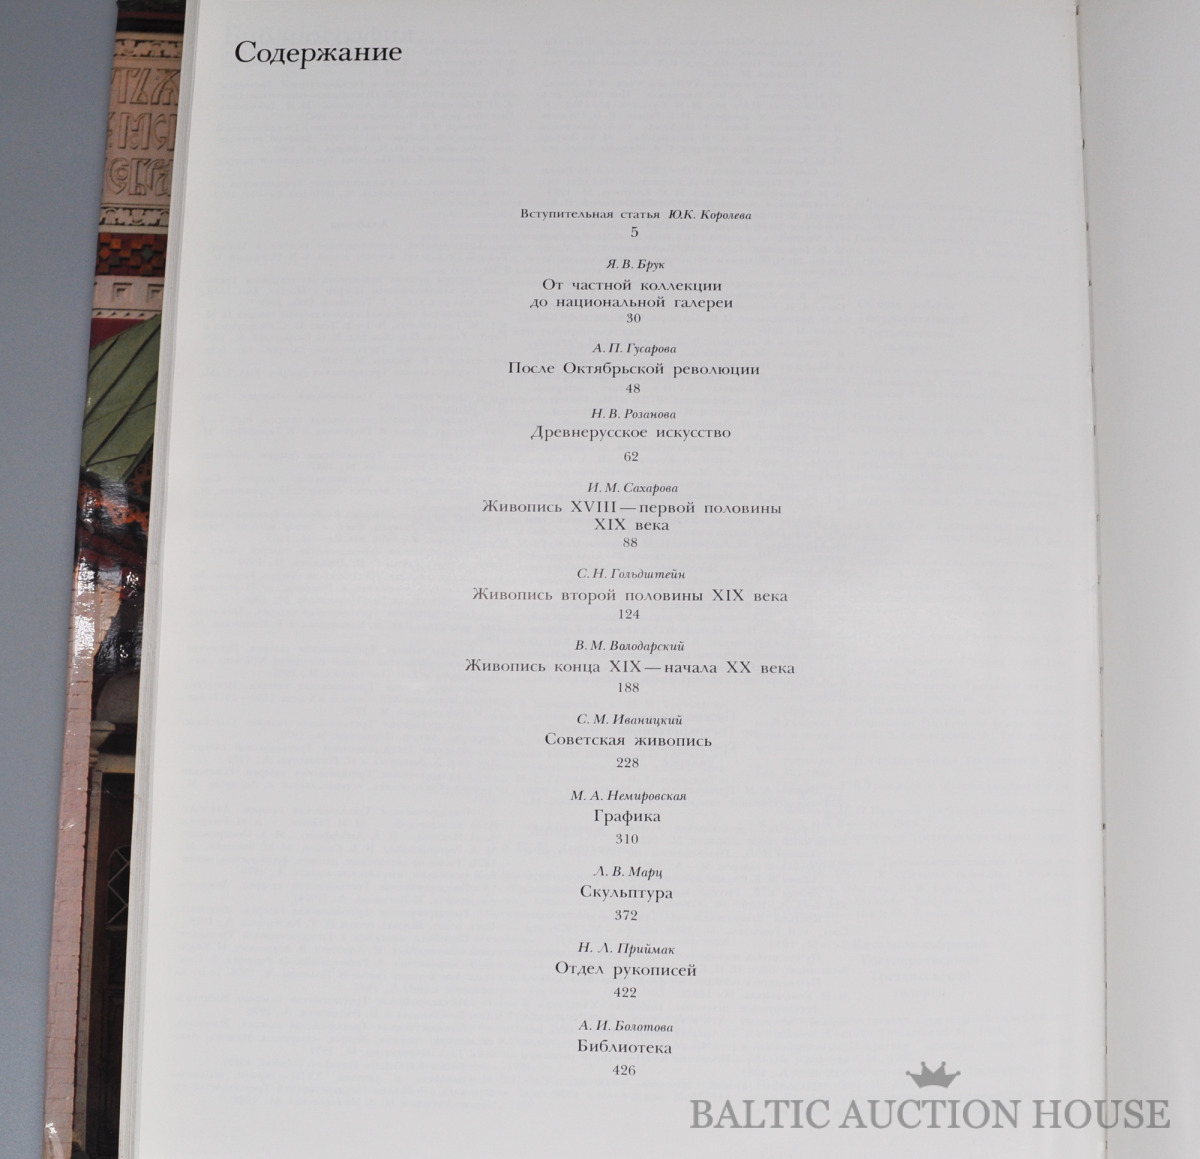 Содержание
Вступительная статья Ю.К. Королева
5
Я. В. Брук
От частной коллекции
до национальной галереи
30
А. П. Гусарова
После Октябрьской революции
48
Н. В. Розанова
Древнерусское искусство
62
И. М. Сахарова
Живопись XVIII — первой половины
XIX века
88
С. Н. Гольдштейн
Живопись второй половины XIX века
124
В. М. Володарский
Живопись конца XIX — начала XX века
188
С. М. Иваницкий
Советская живопись
228
М. А. Немировская
Графика
310
Л. В. Марц
Скульптура
372
Н. Л. Приймак
Отдел рукописей
422
А. И. Болотова
Библиотека
426
BALTIC AUCTION HOUSE